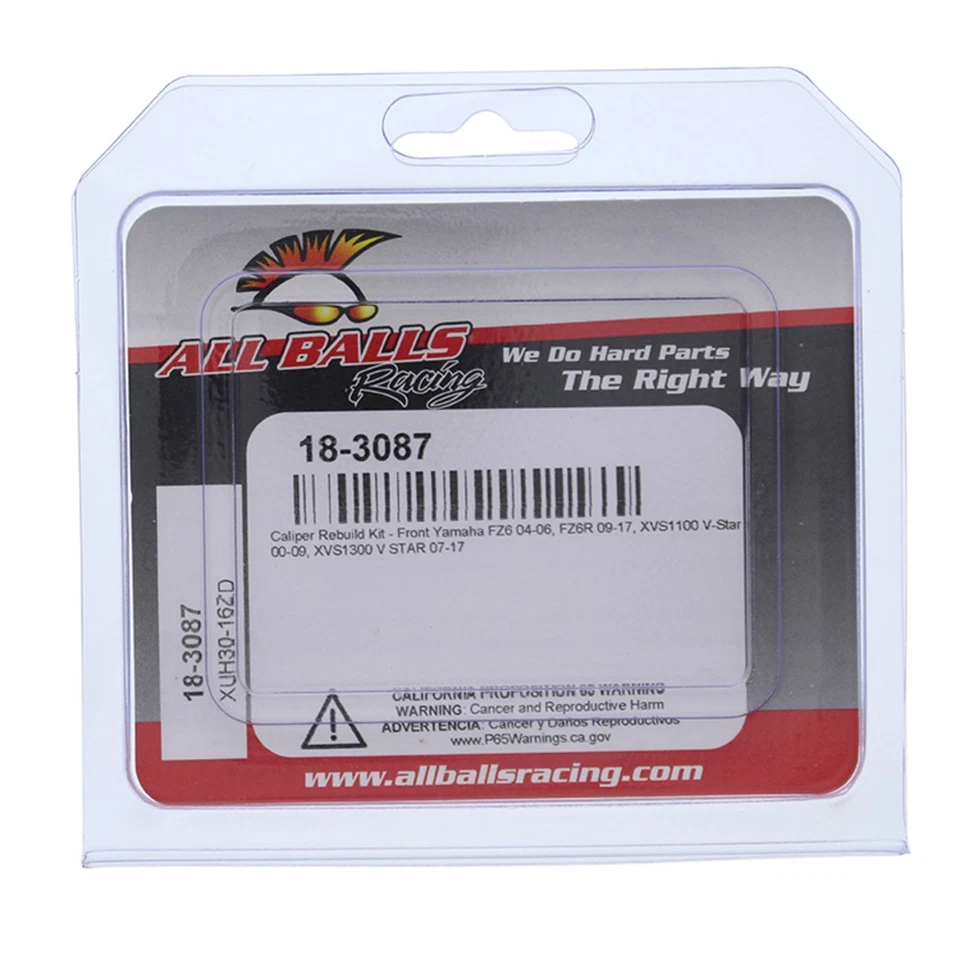 ALL BALLS
Racing
We Do Hard Parts
The Right Way
18-3087
Caliper Rebuild Kit - Front Yamaha FZ6 04-06, FZ6R 09-17, XVS1100 V-Star
00-09, XVS1300 V STAR 07-17
18-3087
XUH30-16ZD
CALIFORNIA PROPOSITION 65 WARNING
WARNING: Cancer and Reproductive Harm
ADVERTENCIA: Cancer y Daños Reproductivos
www.P65Warnings.ca.gov
www.allballsracing.com